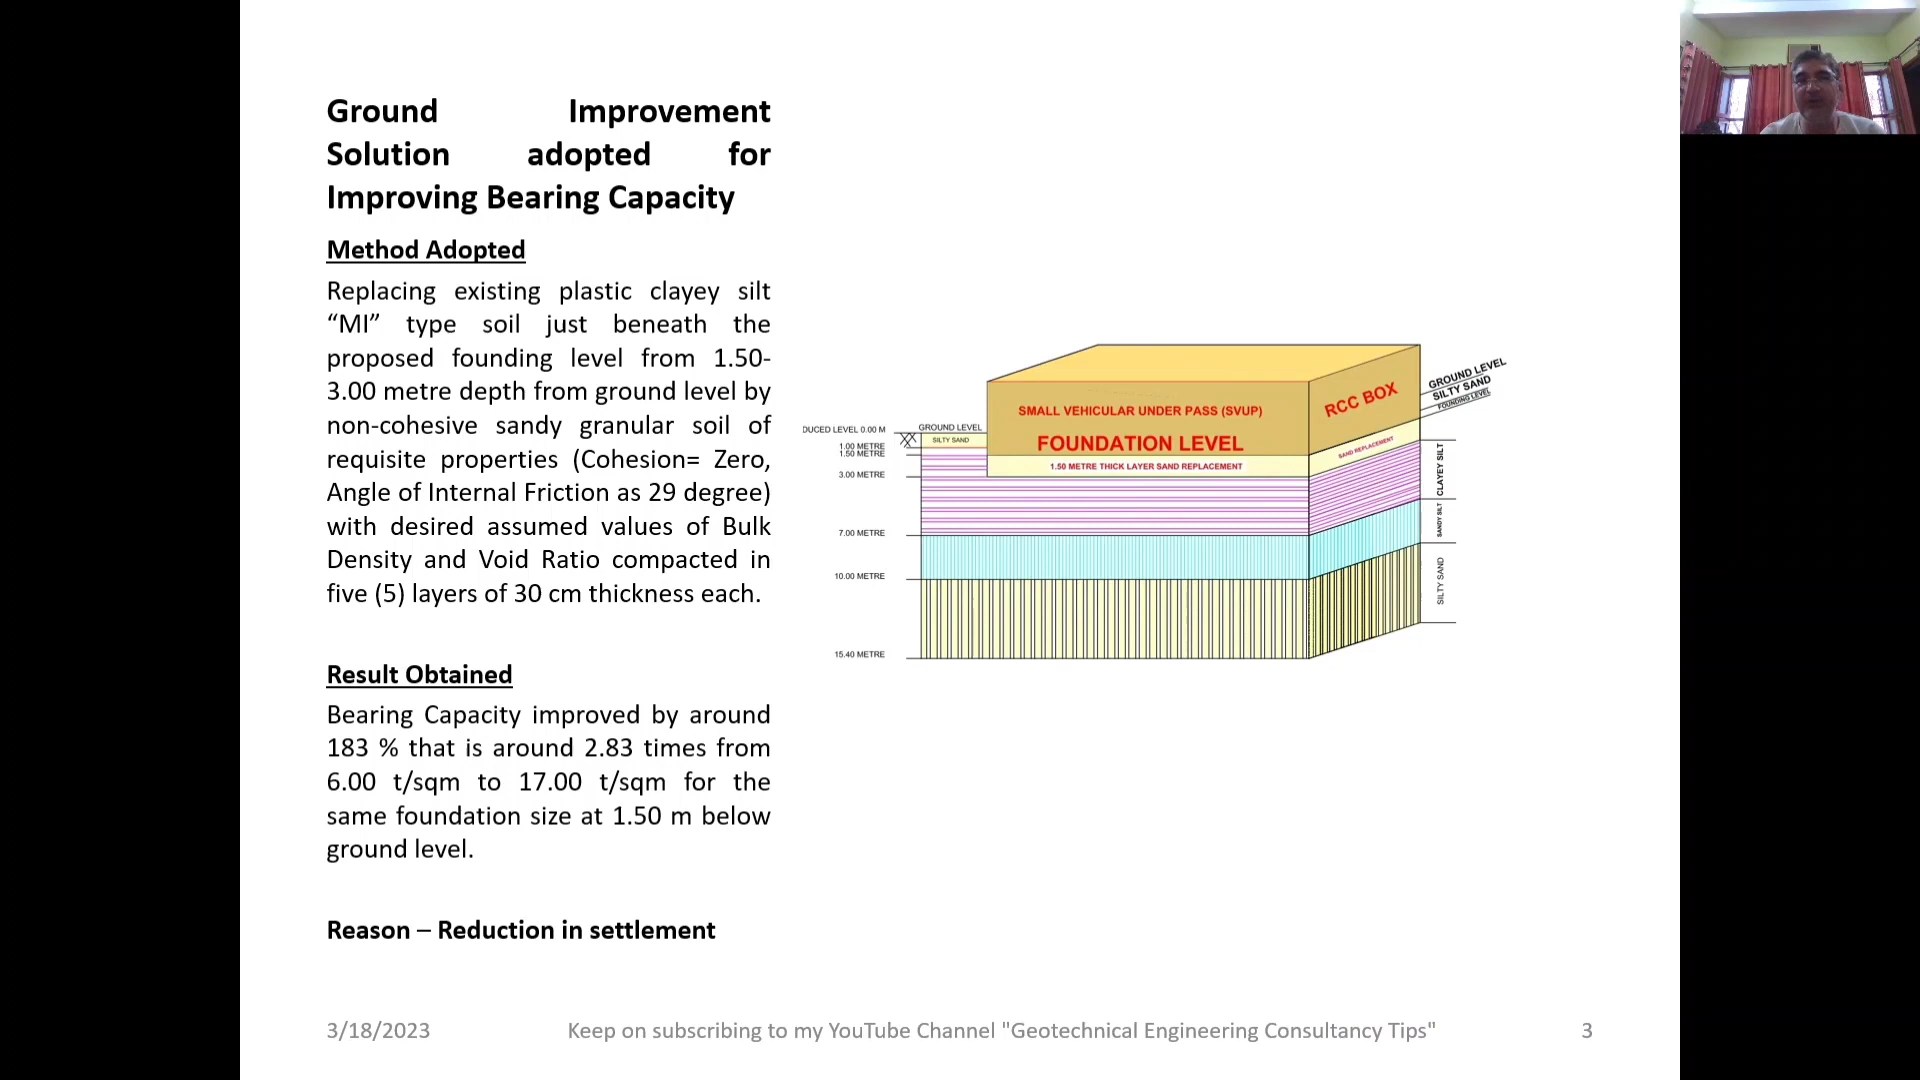 Ground Improvement
Solution adopted for
Improving Bearing Capacity
Method Adopted
Replacing existing plastic clayey silt
“MI” type soil just beneath the
proposed founding level from 1.50-
3.00 metre depth from ground level by
non-cohesive sandy granular soil of
requisite properties (Cohesion= Zero,
Angle of Internal Friction as 29 degree)
with desired assumed values of Bulk
Density and Void Ratio compacted in
five (5) layers of 30 cm thickness each.
Result Obtained
Bearing Capacity improved by around
183 % that is around 2.83 times from
6.00 t/sqm to 17.00 t/sqm for the
same foundation size at 1.50 m below
ground level.
Reason – Reduction in settlement
SMALL VEHICULAR UNDER PASS (SVUP)
FOUNDATION LEVEL
1.50 METRE THICK LAYER SAND REPLACEMENT
RCC BOX
SAND REPLACEMENT
GROUND LEVEL
SILTY SAND
FOUNDING LEVEL
DUCED LEVEL 0.00 M
GROUND LEVEL
SILTY SAND
1.00 METRE
1.50 METRE
3.00 METRE
7.00 METRE
10.00 METRE
15.40 METRE
CLAYEY SILT
SANDY SILT
SILTY SAND
3/18/2023
Keep on subscribing to my YouTube Channel "Geotechnical Engineering Consultancy Tips"
3